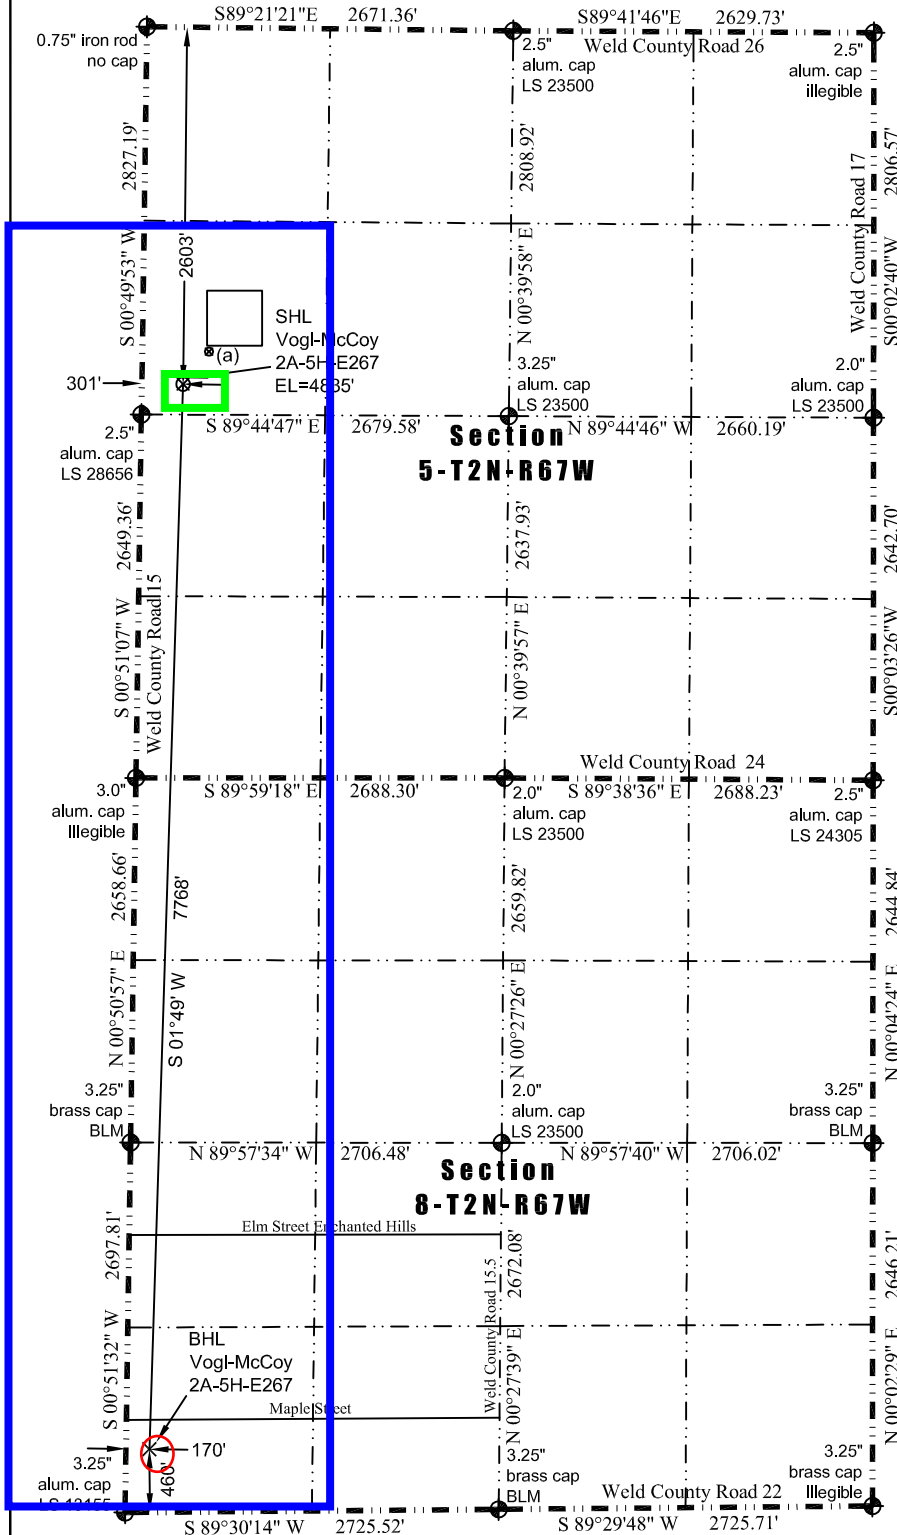 S89°21'21"E 2671.36'
S89°41'46"E 2629.73'
Weld County Road 26
0.75" iron rod
no cap
2.5"
alum. cap
LS 23500
2.5"
alum. cap
illegible
2827.19'
2808.92'
2806.57'
Weld County Road 17
S 00°49'53" W
2603'
N 00°39'58" E
S00°02'40"W
SHL
Vogl-McCoy
2A-5H-E267
EL=4835'
(a)
301'
3.25"
alum. cap
LS 23500
2.0"
alum. cap
LS 23500
S 89°44'47" E 2679.58'
N 89°44'46" W 2660.19'
2.5"
alum. cap
LS 28656
Section
5-T2N-R67W
2649.36'
2637.93'
2642.70'
S 00°51'07" W
Weld County Road 15
N 00°39'57" E
S00°03'26"W
Weld County Road 24
S 89°59'18" E 2688.30'
S 89°38'36" E 2688.23'
3.0"
alum. cap
Illegible
2.0"
alum. cap
LS 23500
2.5"
alum. cap
LS 24305
2658.66'
7768'
2659.82'
2644.84'
N 00°50'57" E
S 01°49' W
N 00°27'26" E
N 00°04'24" E
3.25"
brass cap
BLM
2.0"
alum. cap
LS 23500
3.25"
brass cap
BLM
N 89°57'34" W 2706.48'
N 89°57'40" W 2706.02'
Section
8-T2N-R67W
Elm Street Enchanted Hills
2697.81'
2672.08'
2646.21'
Weld County Road 15.5
S 00°51'32" W
N 00°27'39" E
N 00°02'29" E
BHL
Vogl-McCoy
2A-5H-E267
Maple Street
170'
460'
3.25"
alum. cap
LS 13155
3.25"
brass cap
BLM
3.25"
brass cap
Illegible
Weld County Road 22
S 89°30'14" W 2725.52'
S 89°29'48" W 2725.71'